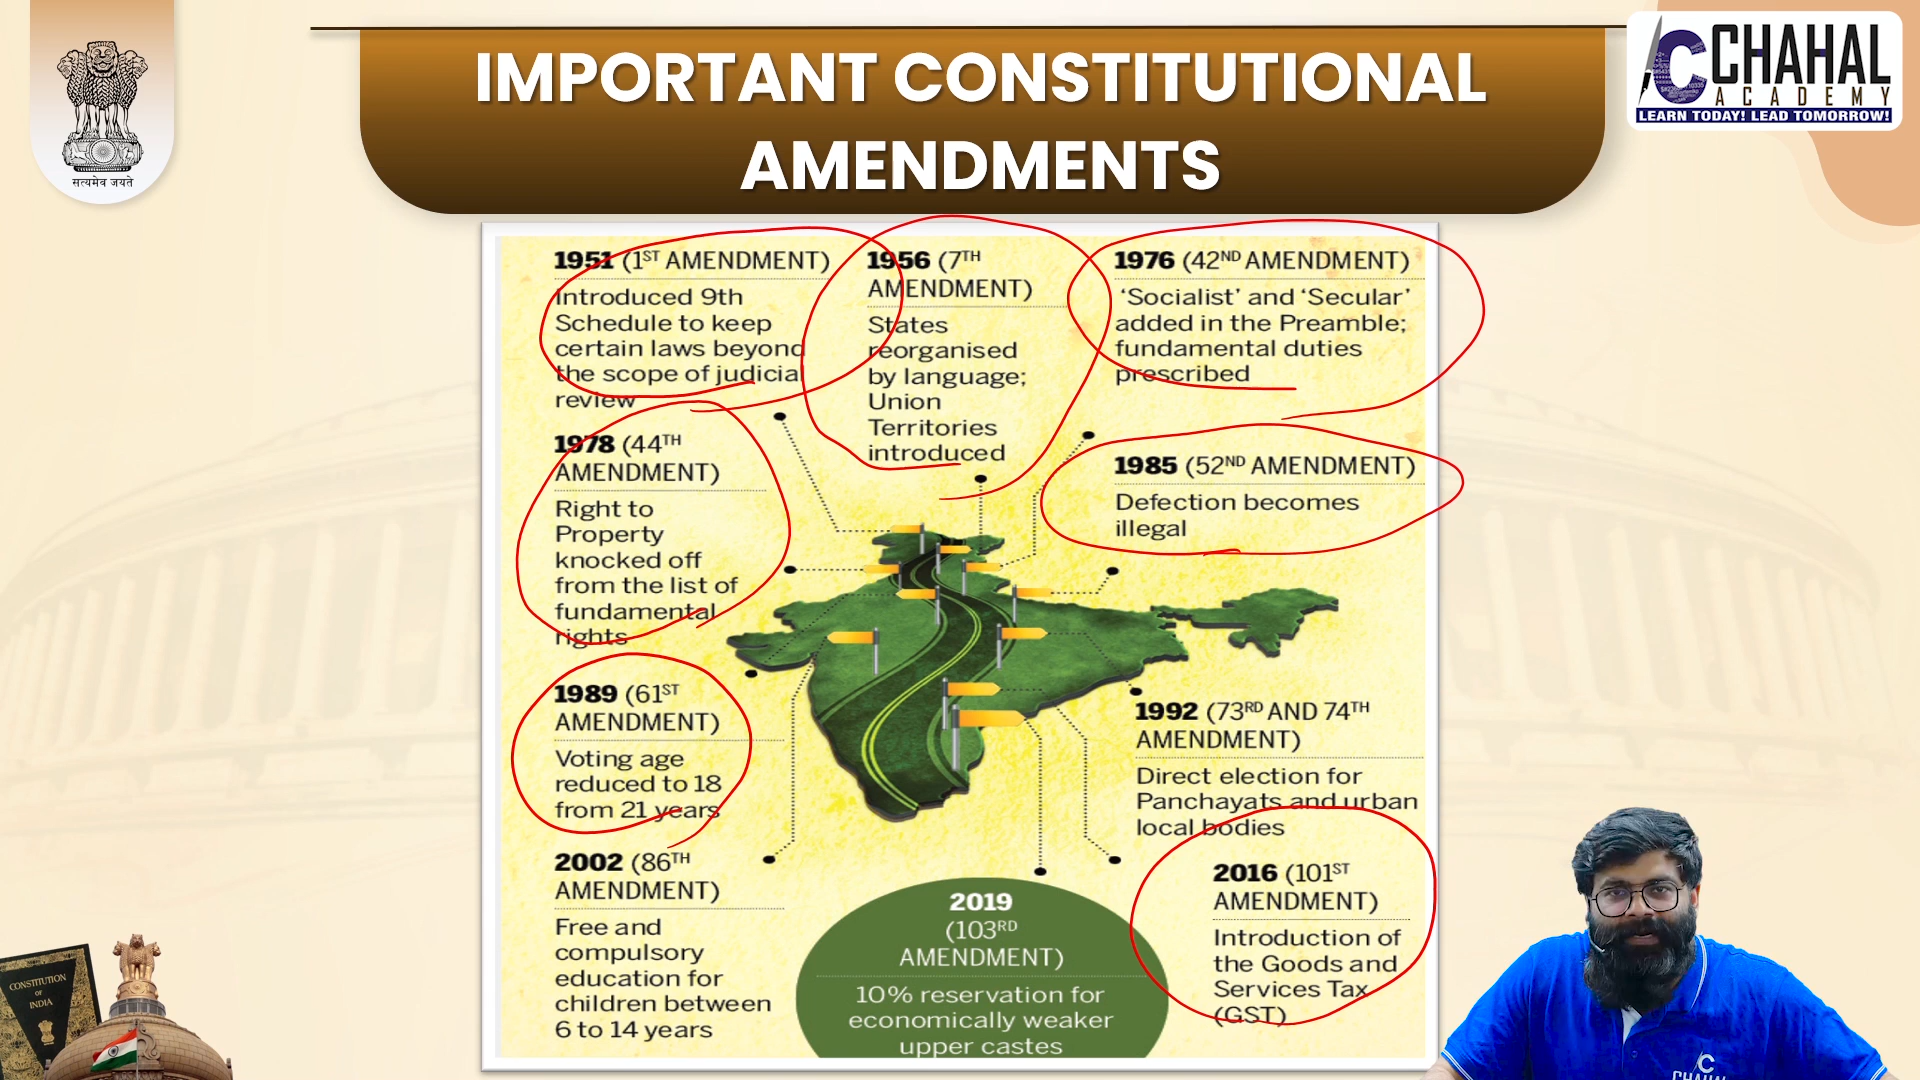 IMPORTANT CONSTITUTIONAL
AMENDMENTS
सत्यमेव जयते
CHAHAL
ACADEMY
LEARN TODAY! LEAD TOMORROW!
1951 (1ST AMENDMENT)
Introduced 9th
Schedule to keep
certain laws beyond
the scope of judicial
review
1956 (7TH
AMENDMENT)
States
reorganised
by language;
Union
Territories
introduced
1976 (42ND AMENDMENT)
‘Socialist’ and ‘Secular’
added in the Preamble;
fundamental duties
prescribed
1978 (44TH
AMENDMENT)
Right to
Property
knocked off
from the list of
fundamental
rights
1985 (52ND AMENDMENT)
Defection becomes
illegal
1989 (61ST
AMENDMENT)
Voting age
reduced to 18
from 21 years
1992 (73RD AND 74TH
AMENDMENT)
Direct election for
Panchayats and urban
local bodies
2002 (86TH
AMENDMENT)
Free and
compulsory
education for
children between
6 to 14 years
2019
(103RD
AMENDMENT)
10% reservation for
economically weaker
upper castes
2016 (101ST
AMENDMENT)
Introduction of
the Goods and
Services Tax
(GST)
CONSTITUTION
OF
INDIA